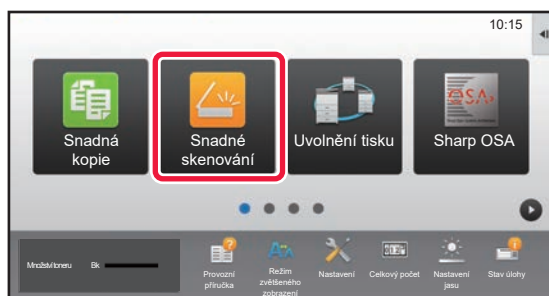 10:15
Snadná
kopie
Snadné
skenování
Uvolnění tisku
Sharp OSA
Množství toneru
Bk
Provozní
příručka
Režim
zvětšeného
zobrazení
Nastavení
Celkový počet
Nastavení
jasu
Stav úlohy